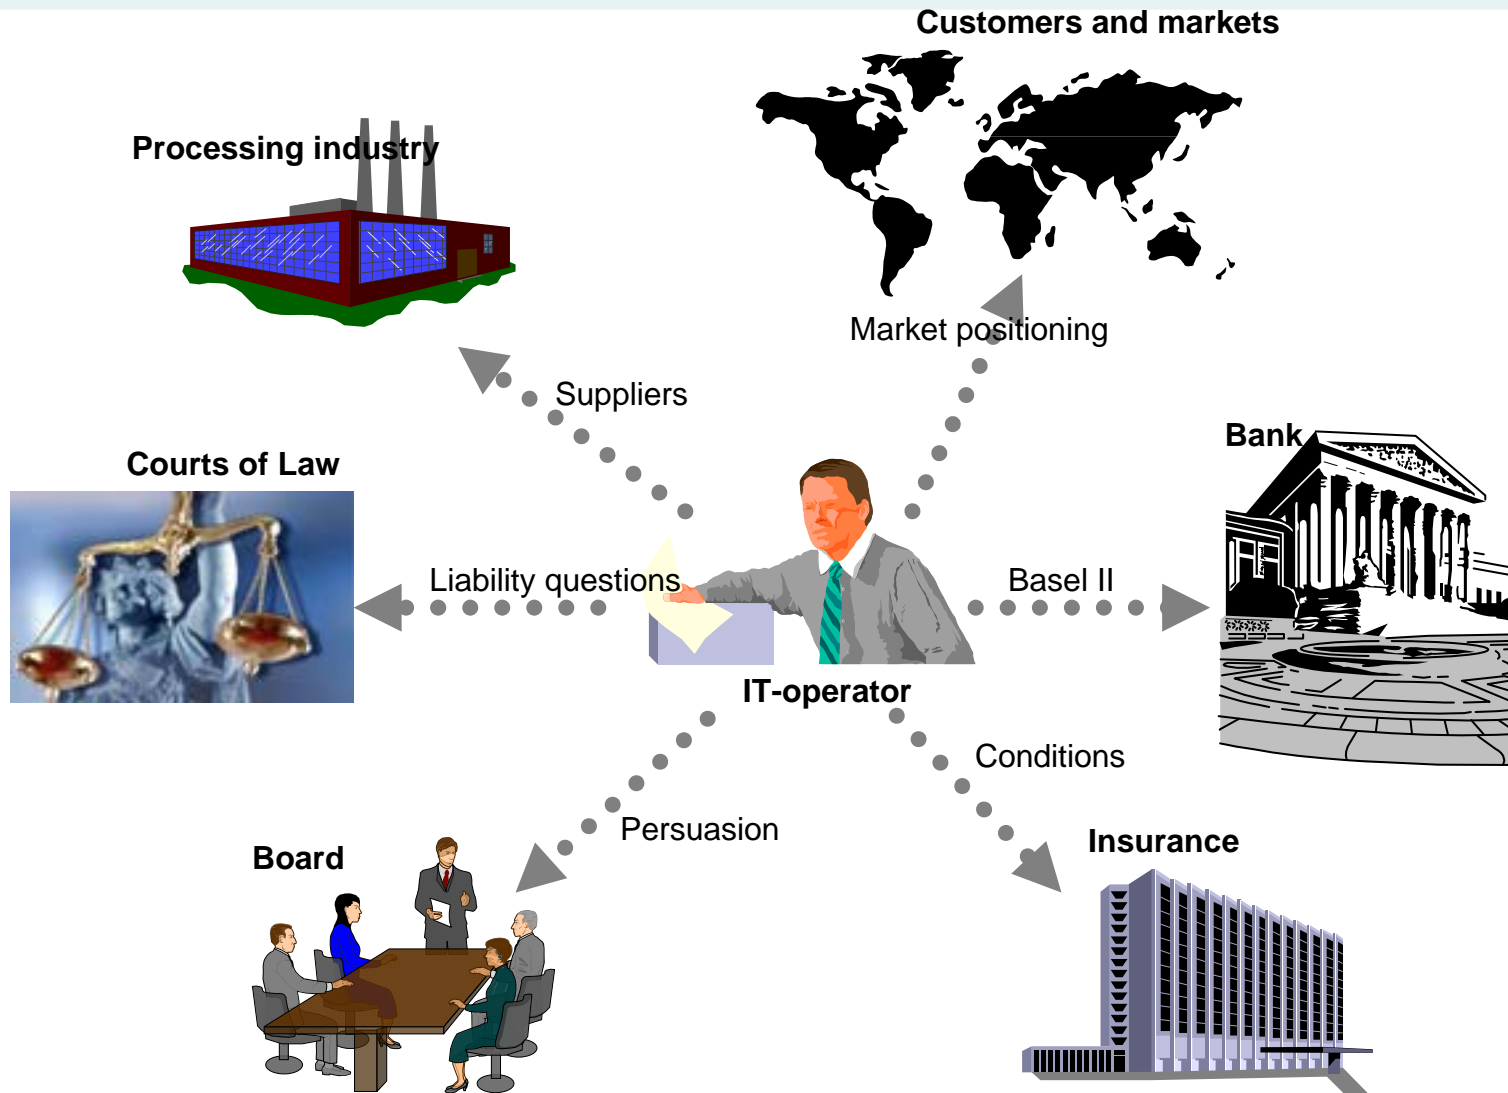 Customers and markets
Processing industry
Market positioning
Suppliers
Bank
Courts of Law
Liability questions
Basel II
IT-operator
Conditions
Persuasion
Board
Insurance